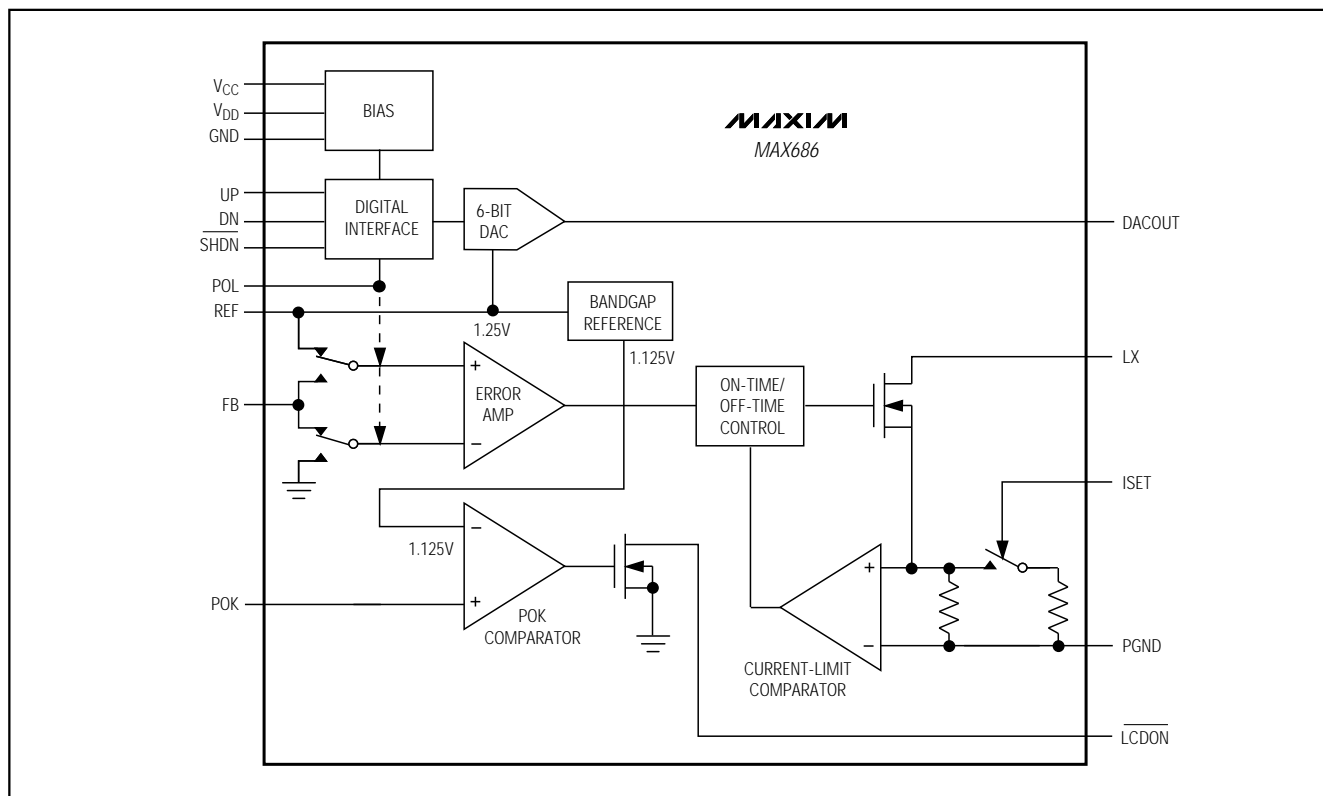 VCC
VDD
GND
BIAS
MAXIM
MAX686
UP
DN
SHDN
DIGITAL
INTERFACE
6-BIT
DAC
DACOUT
POL
REF
1.25V
BANDGAP
REFERENCE
1.125V
FB
+
ERROR
AMP
−
ON-TIME/
OFF-TIME
CONTROL
LX
ISET
−
1.125V
+
POK
POK
COMPARATOR
+
−
CURRENT-LIMIT
COMPARATOR
PGND
LCDON